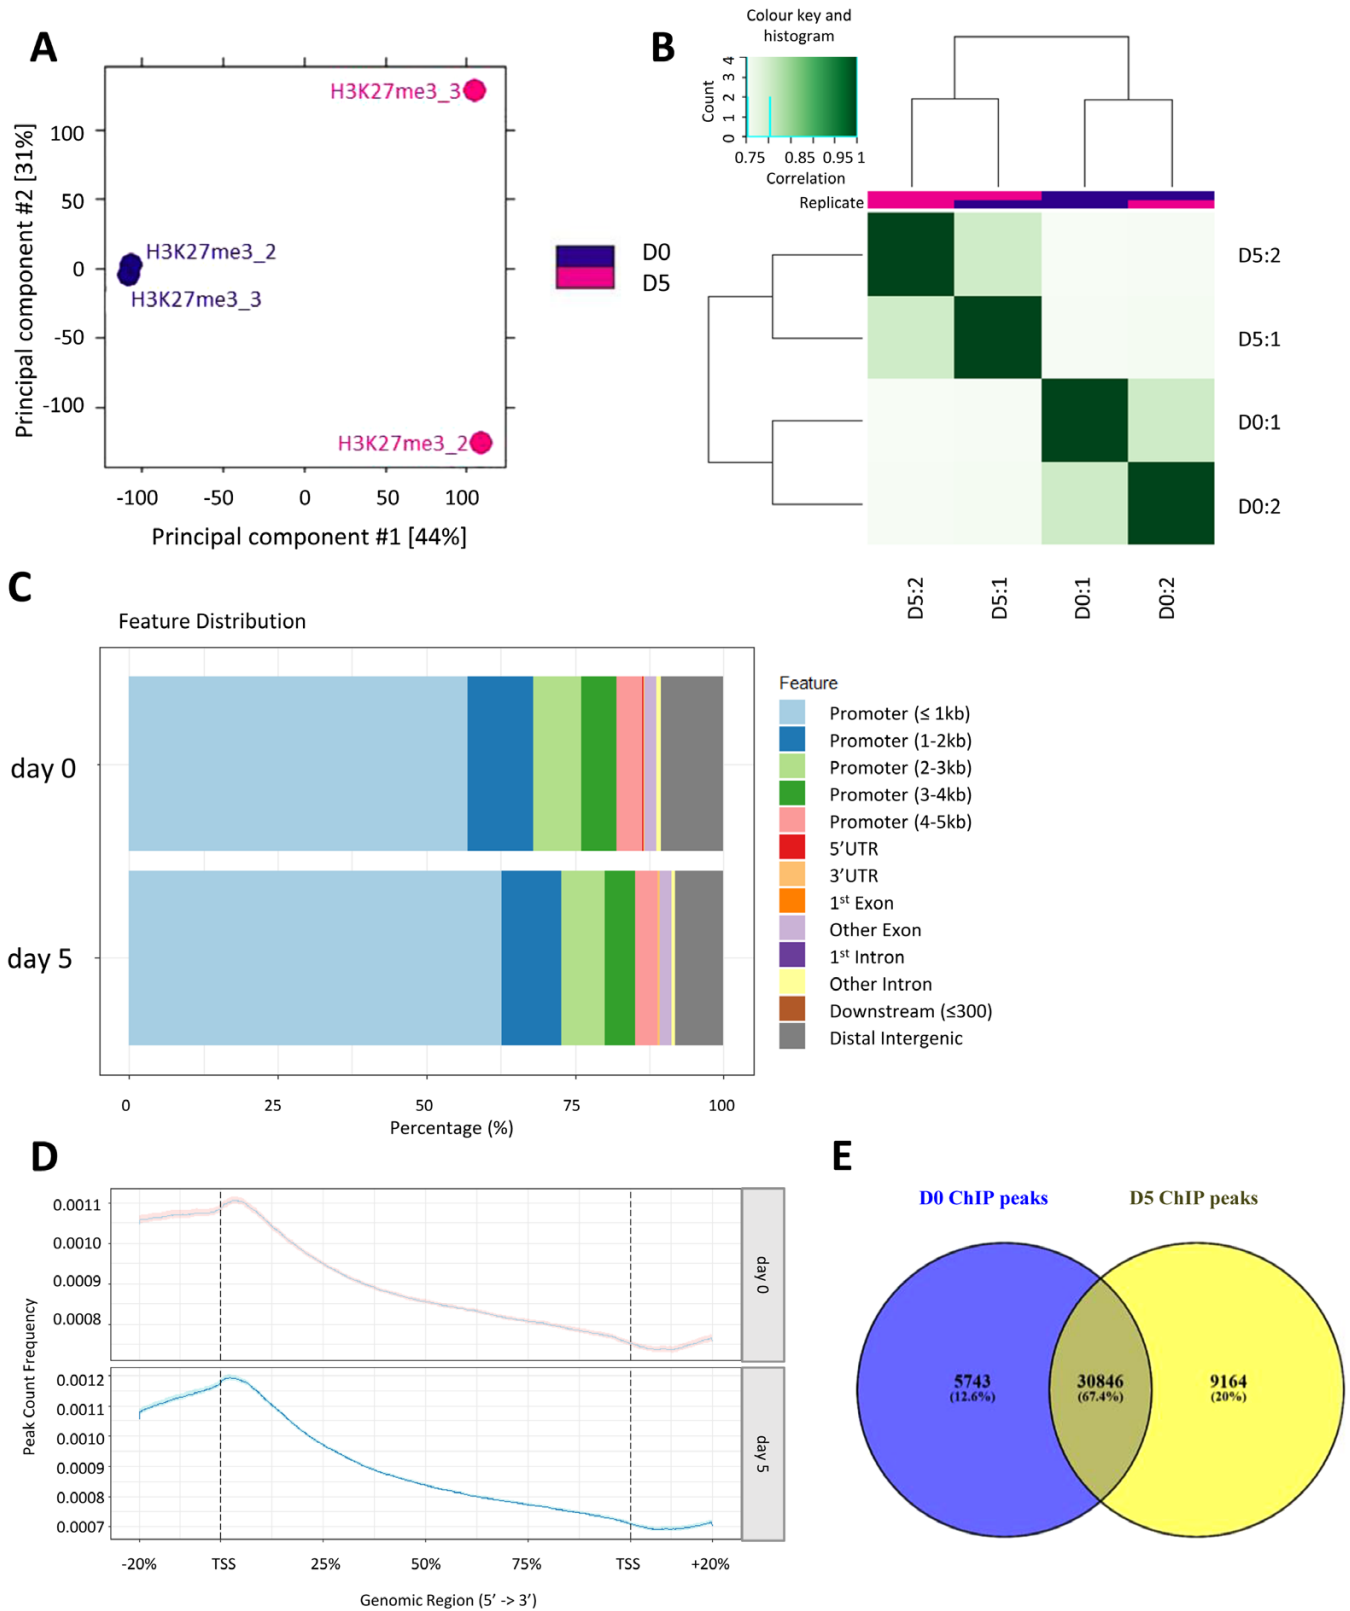 A
H3K27me3_3
H3K27me3_2
H3K27me3_3
H3K27me3_2
100
50
0
-50
-100
Principal component #2 [31%]
-100 -50 0 50 100
Principal component #1 [44%]
D0
D5
B
Colour key and
histogram
Count
0 1 2 3 4
0.75 0.85 0.95 1
Correlation
Replicate
D5:2
D5:1
D0:1
D0:2
D5:2 D5:1 D0:1 D0:2
C
Feature Distribution
day 0
day 5
0 25 50 75 100
Percentage (%)
Feature
Promoter (≤ 1kb)
Promoter (1-2kb)
Promoter (2-3kb)
Promoter (3-4kb)
Promoter (4-5kb)
5’UTR
3’UTR
1st Exon
Other Exon
1st Intron
Other Intron
Downstream (≤300)
Distal Intergenic
D
Peak Count Frequency
0.0011
0.0010
0.0009
0.0008
day 0
0.0012
0.0011
0.0010
0.0009
0.0008
0.0007
day 5
-20% TSS 25% 50% 75% TSS +20%
Genomic Region (5’ -> 3’)
E
D0 ChIP peaks D5 ChIP peaks
5743 30846 9164
(12.6%) (67.4%) (20%)